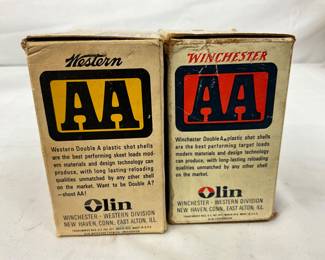 Western
AA
Western Double A plastic shot shells
are the best performing skeet loads mod-
ern materials and design technology can
produce, with long lasting reloading
qualities unmatched by any other shell
on the market. Want to be Double A?
—shoot AA!
Olin
WINCHESTER - WESTERN DIVISION
NEW HAVEN, CONN. EAST ALTON, ILL.
WINCHESTER
AA
Winchester Double A plastic shot shells
are the best performing target loads
modern materials and design technology
can produce, with long-lasting reloading
qualities unmatched by any other shell
on the market.
Olin
WINCHESTER-WESTERN DIVISION
NEW HAVEN, CONN., EAST ALTON, ILL.